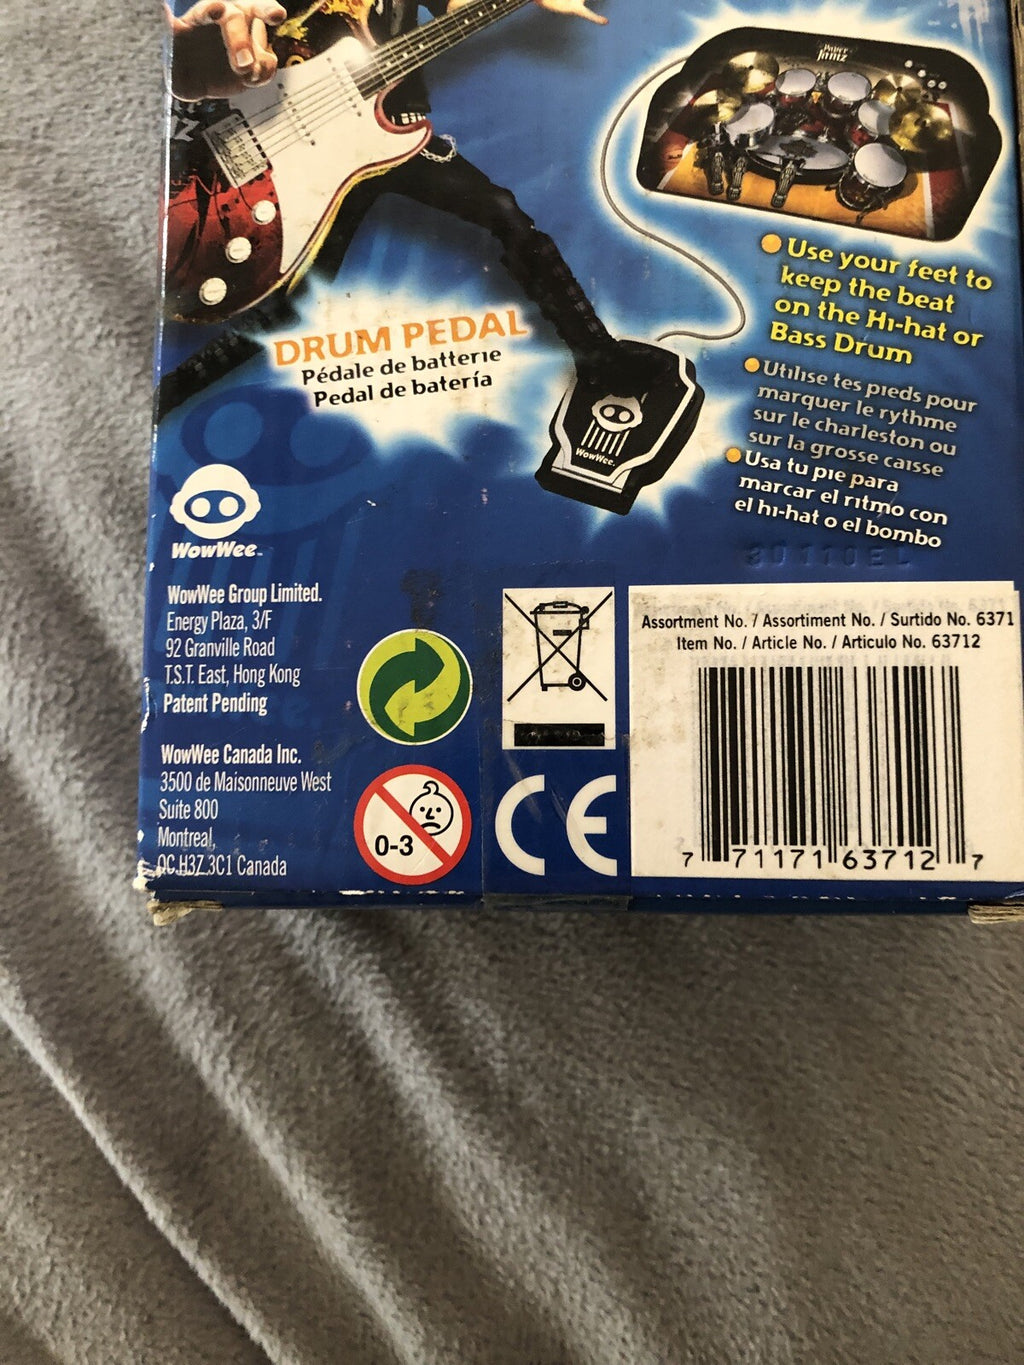 Power
Jamz
Use your feet to
keep the beat
on the Hi-hat or
Bass Drum
Utilise tes pieds pour
marquer le rythme
sur le charleston ou
sur la grosse caisse
Usa tu pie para
marcar el ritmo con
el hi-hat o el bombo
DRUM PEDAL
Pédale de batterie
Pedal de batería
WowWee.
WowWee
WowWee Group Limited.
Energy Plaza, 3/F
92 Granville Road
T.S.T. East, Hong Kong
Patent Pending
WowWee Canada Inc.
3500 de Maisonneuve West
Suite 800
Montreal,
QC H3Z 3C1 Canada
0-3
CE
Assortment No. / Assortiment No. / Surtido No. 6371
Item No. / Article No. / Articulo No. 63712
7 71171 63712 7